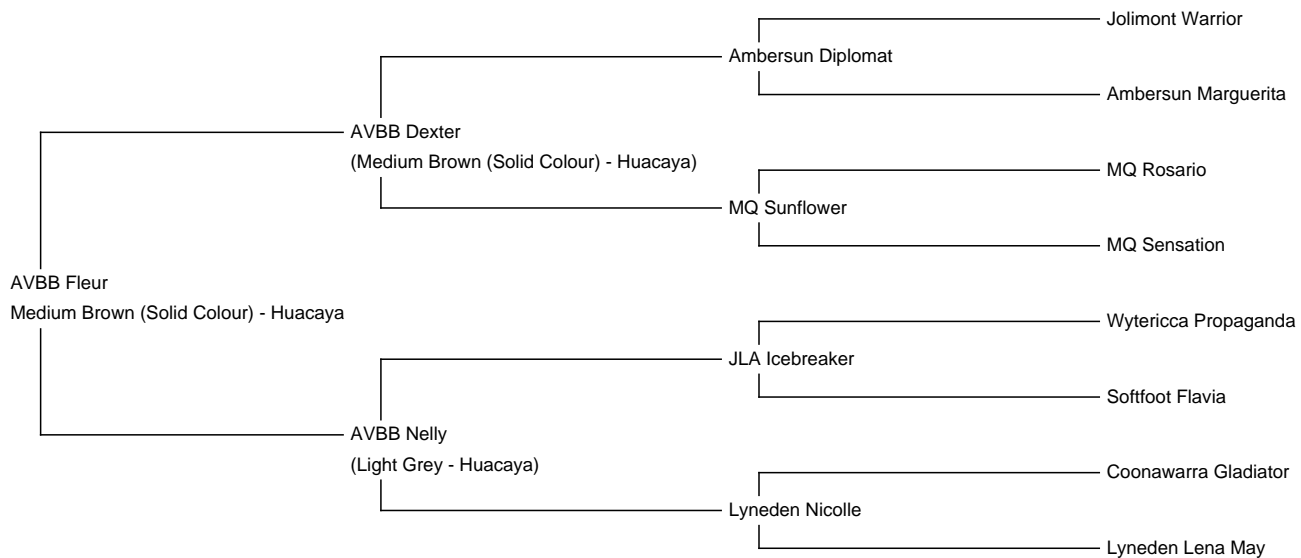 Jolimont Warrior
Ambersun Diplomat
Ambersun Marguerita
AVBB Dexter
(Medium Brown (Solid Colour) - Huacaya)
MQ Rosario
MQ Sunflower
MQ Sensation
AVBB Fleur
Medium Brown (Solid Colour) - Huacaya
Wytericca Propaganda
JLA Icebreaker
Softfoot Flavia
AVBB Nelly
(Light Grey - Huacaya)
Coonawarra Gladiator
Lyneden Nicolle
Lyneden Lena May